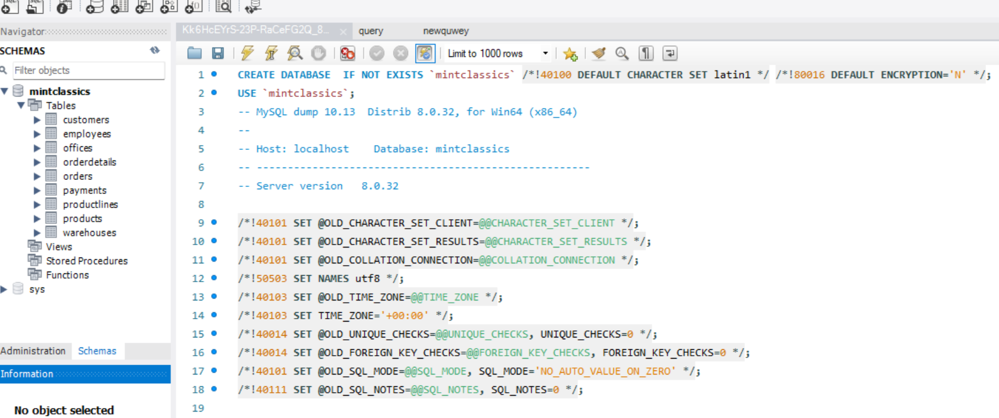 Navigator
SCHEMAS
Filter objects
mintclassics
Tables
customers
employees
offices
orderdetails
orders
payments
productlines
products
warehouses
Views
Stored Procedures
Functions
sys
Administration Schemas
Information
No object selected
Kk6HcEYrS-23P-RaCeFG2Q_8... query newquwey
Limit to 1000 rows
1 CREATE DATABASE  IF NOT EXISTS `mintclassics` /*!40100 DEFAULT CHARACTER SET latin1 */ /*!80016 DEFAULT ENCRYPTION='N' */;
2 USE `mintclassics`;
3 -- MySQL dump 10.13  Distrib 8.0.32, for Win64 (x86_64)
4 --
5 -- Host: localhost    Database: mintclassics
6 -- ------------------------------------------------------
7 -- Server version   8.0.32
8
9 /*!40101 SET @OLD_CHARACTER_SET_CLIENT=@@CHARACTER_SET_CLIENT */;
10 /*!40101 SET @OLD_CHARACTER_SET_RESULTS=@@CHARACTER_SET_RESULTS */;
11 /*!40101 SET @OLD_COLLATION_CONNECTION=@@COLLATION_CONNECTION */;
12 /*!50503 SET NAMES utf8 */;
13 /*!40103 SET @OLD_TIME_ZONE=@@TIME_ZONE */;
14 /*!40103 SET TIME_ZONE='+00:00' */;
15 /*!40014 SET @OLD_UNIQUE_CHECKS=@@UNIQUE_CHECKS, UNIQUE_CHECKS=0 */;
16 /*!40014 SET @OLD_FOREIGN_KEY_CHECKS=@@FOREIGN_KEY_CHECKS, FOREIGN_KEY_CHECKS=0 */;
17 /*!40101 SET @OLD_SQL_MODE=@@SQL_MODE, SQL_MODE='NO_AUTO_VALUE_ON_ZERO' */;
18 /*!40111 SET @OLD_SQL_NOTES=@@SQL_NOTES, SQL_NOTES=0 */;
19